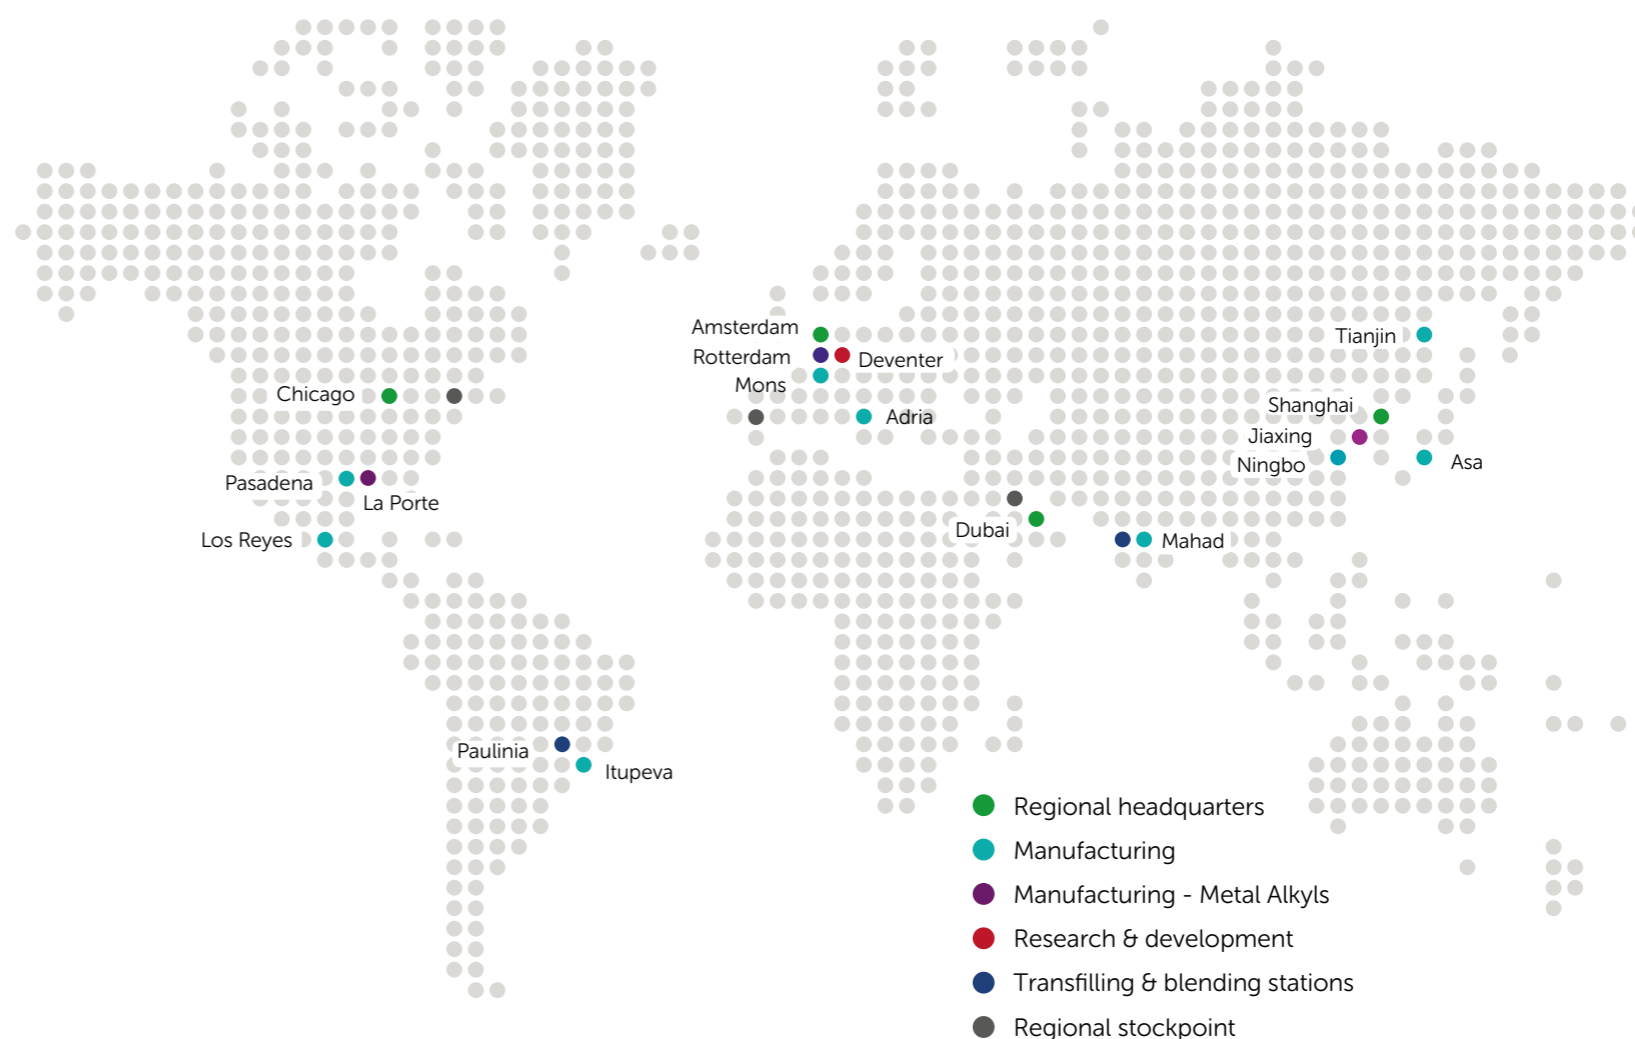 Amsterdam
Rotterdam
Deventer
Mons
Adria
Chicago
Pasadena
La Porte
Los Reyes
Tianjin
Shanghai
Jiaxing
Ningbo
Asa
Dubai
Mahad
Paulinia
Itupeva
Regional headquarters
Manufacturing
Manufacturing - Metal Alkyls
Research & development
Transfilling & blending stations
Regional stockpoint